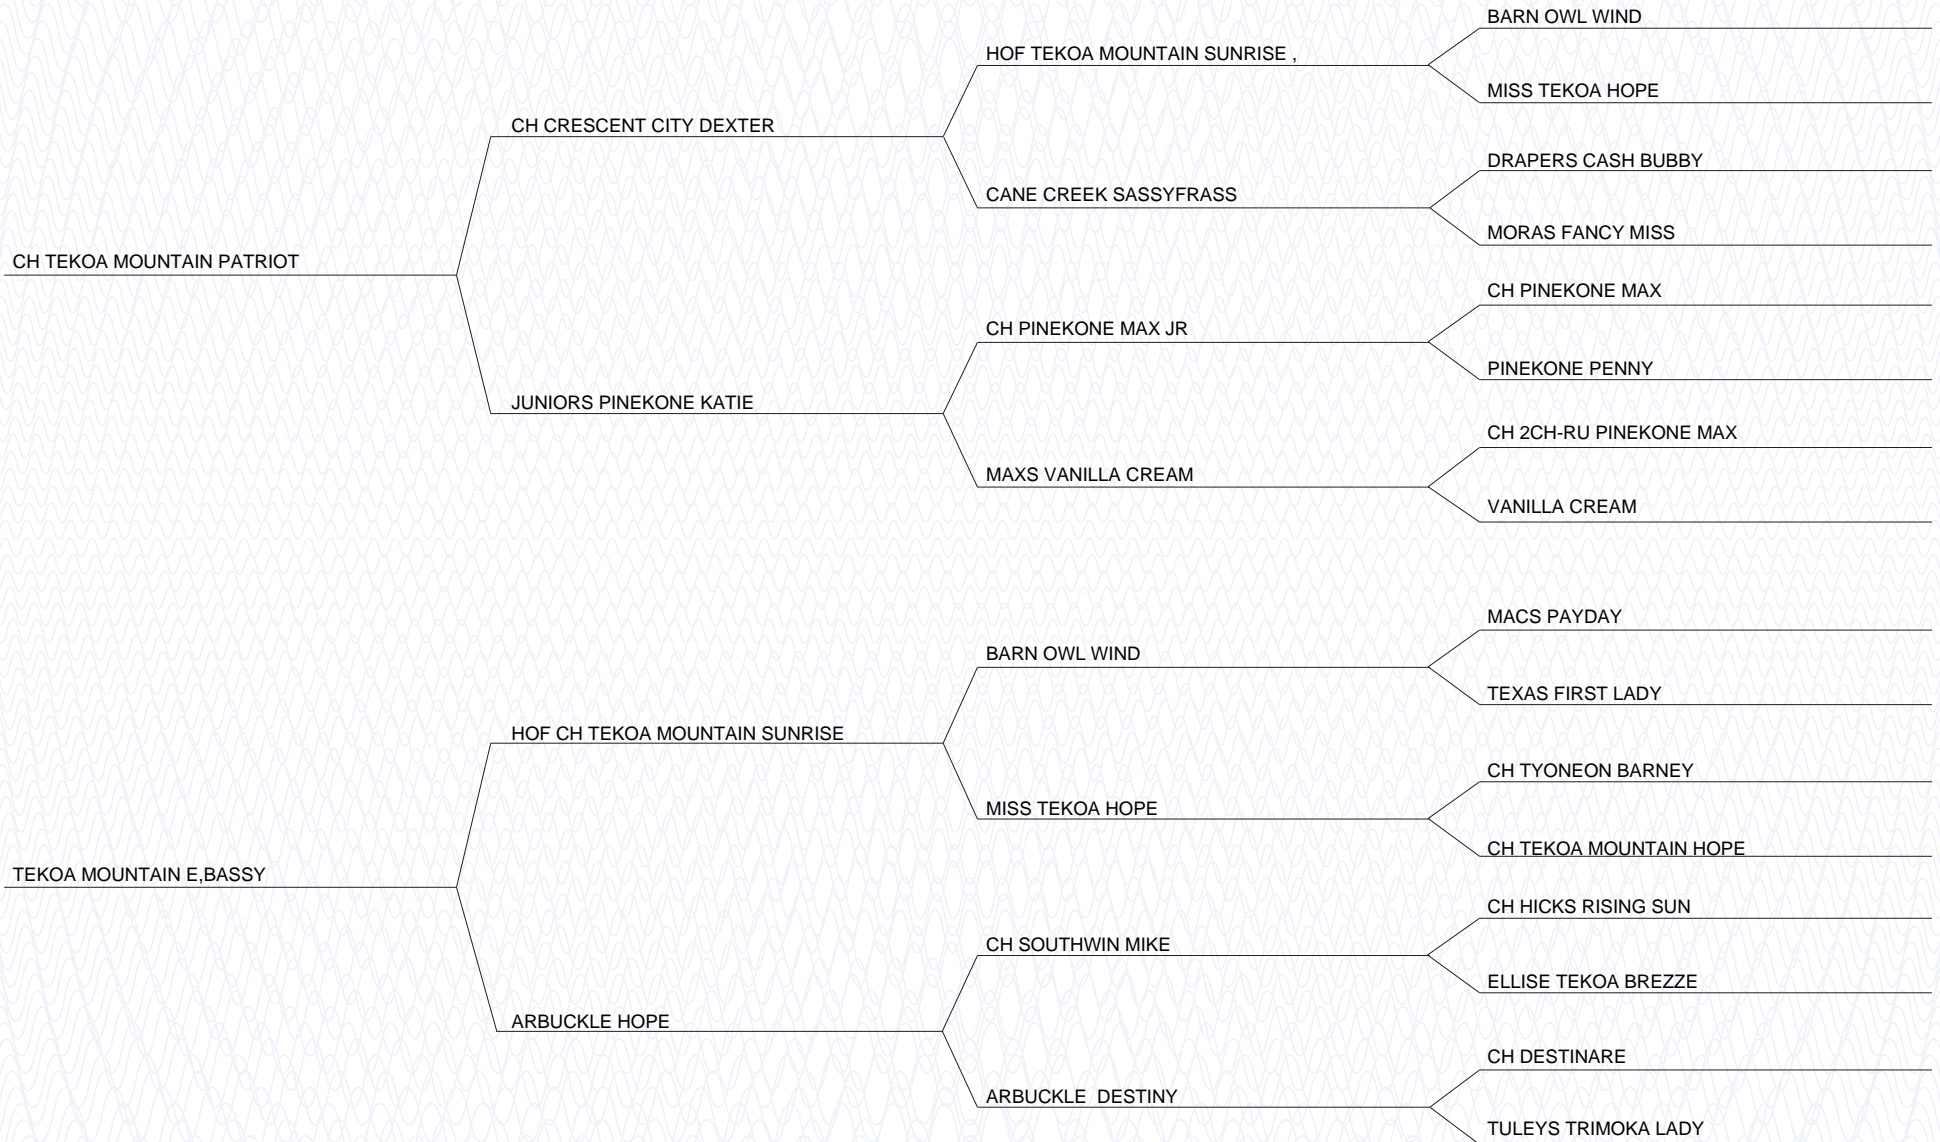 BARN OWL WIND
HOF TEKOA MOUNTAIN SUNRISE ,
MISS TEKOA HOPE
CH CRESCENT CITY DEXTER
DRAPERS CASH BUBBY
CANE CREEK SASSYFRASS
MORAS FANCY MISS
CH TEKOA MOUNTAIN PATRIOT
CH PINEKONE MAX
CH PINEKONE MAX JR
PINEKONE PENNY
JUNIORS PINEKONE KATIE
CH 2CH-RU PINEKONE MAX
MAXS VANILLA CREAM
VANILLA CREAM
MACS PAYDAY
BARN OWL WIND
TEXAS FIRST LADY
HOF CH TEKOA MOUNTAIN SUNRISE
CH TYONEON BARNEY
MISS TEKOA HOPE
CH TEKOA MOUNTAIN HOPE
TEKOA MOUNTAIN E,BASSY
CH HICKS RISING SUN
CH SOUTHWIN MIKE
ELLISE TEKOA BREZZE
ARBUCKLE HOPE
CH DESTINARE
ARBUCKLE  DESTINY
TULEYS TRIMOKA LADY